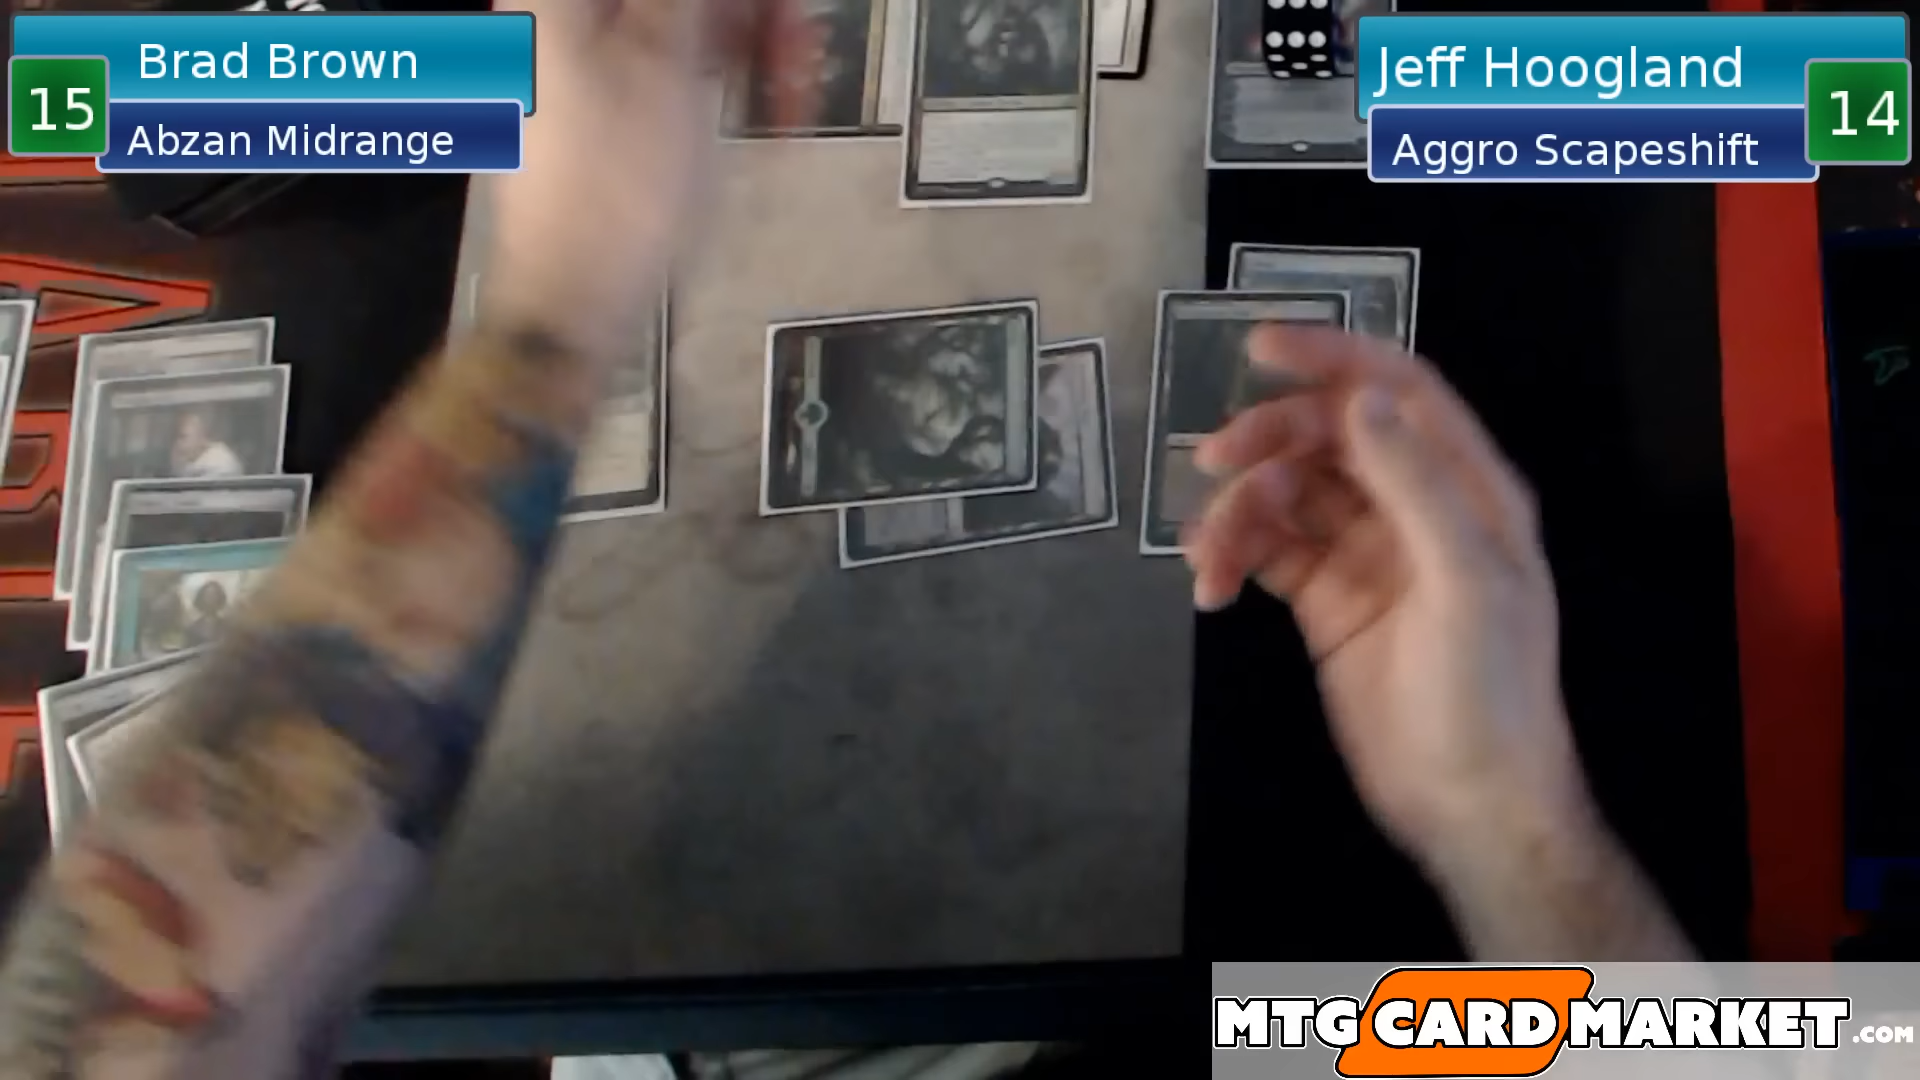 Brad Brown
15
Abzan Midrange
Jeff Hoogland
14
Aggro Scapeshift
MTG CARD MARKET.COM